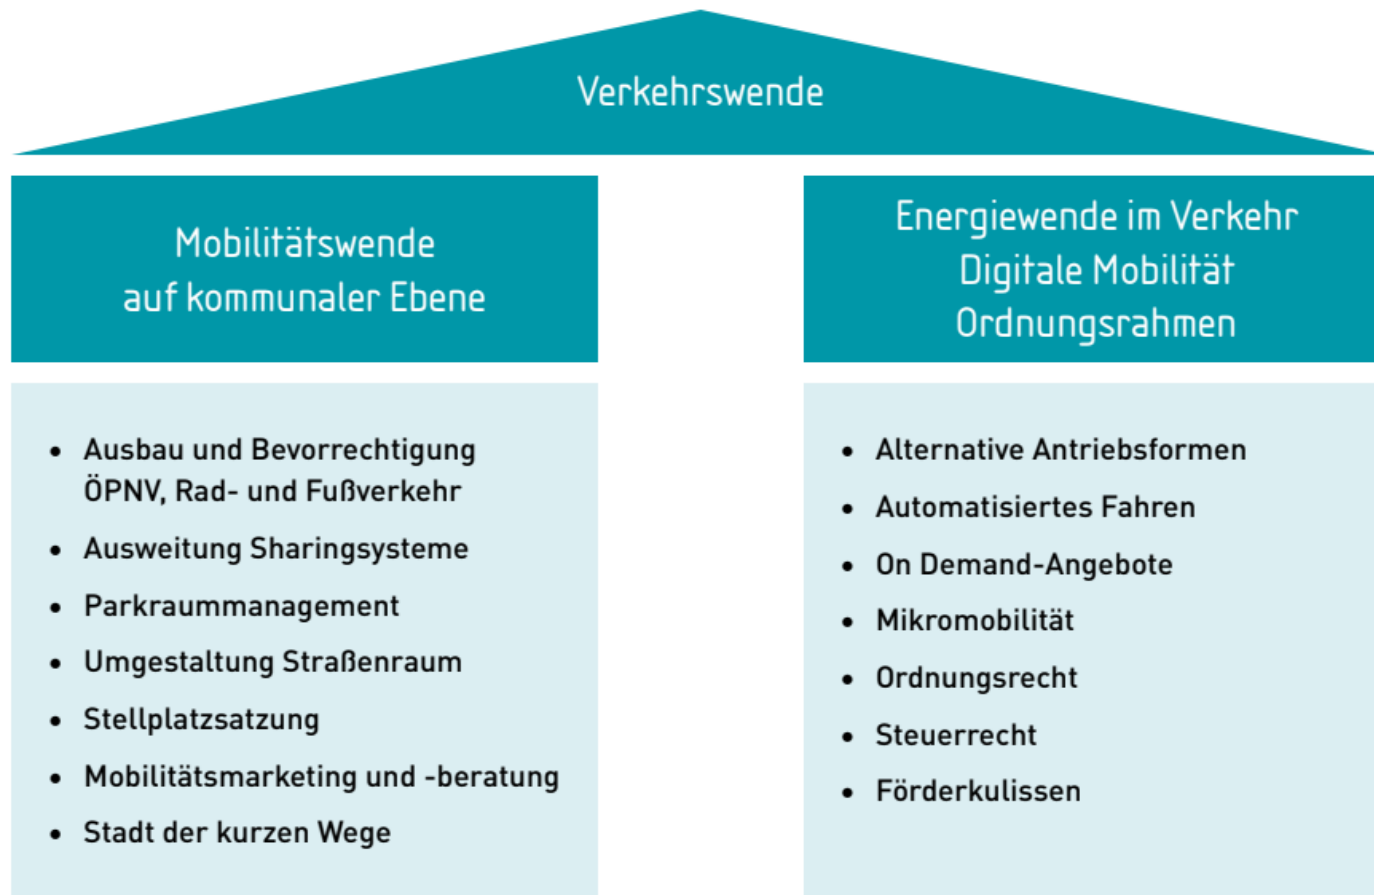 Verkehrswende
Mobilitätswende
auf kommunaler Ebene
• Ausbau und Bevorrechtigung
ÖPNV, Rad- und Fußverkehr
• Ausweitung Sharingsysteme
• Parkraummanagement
• Umgestaltung Straßenraum
• Stellplatzsatzung
• Mobilitätsmarketing und -beratung
• Stadt der kurzen Wege
Energiewende im Verkehr
Digitale Mobilität
Ordnungsrahmen
• Alternative Antriebsformen
• Automatisiertes Fahren
• On Demand-Angebote
• Mikromobilität
• Ordnungsrecht
• Steuerrecht
• Förderkulissen